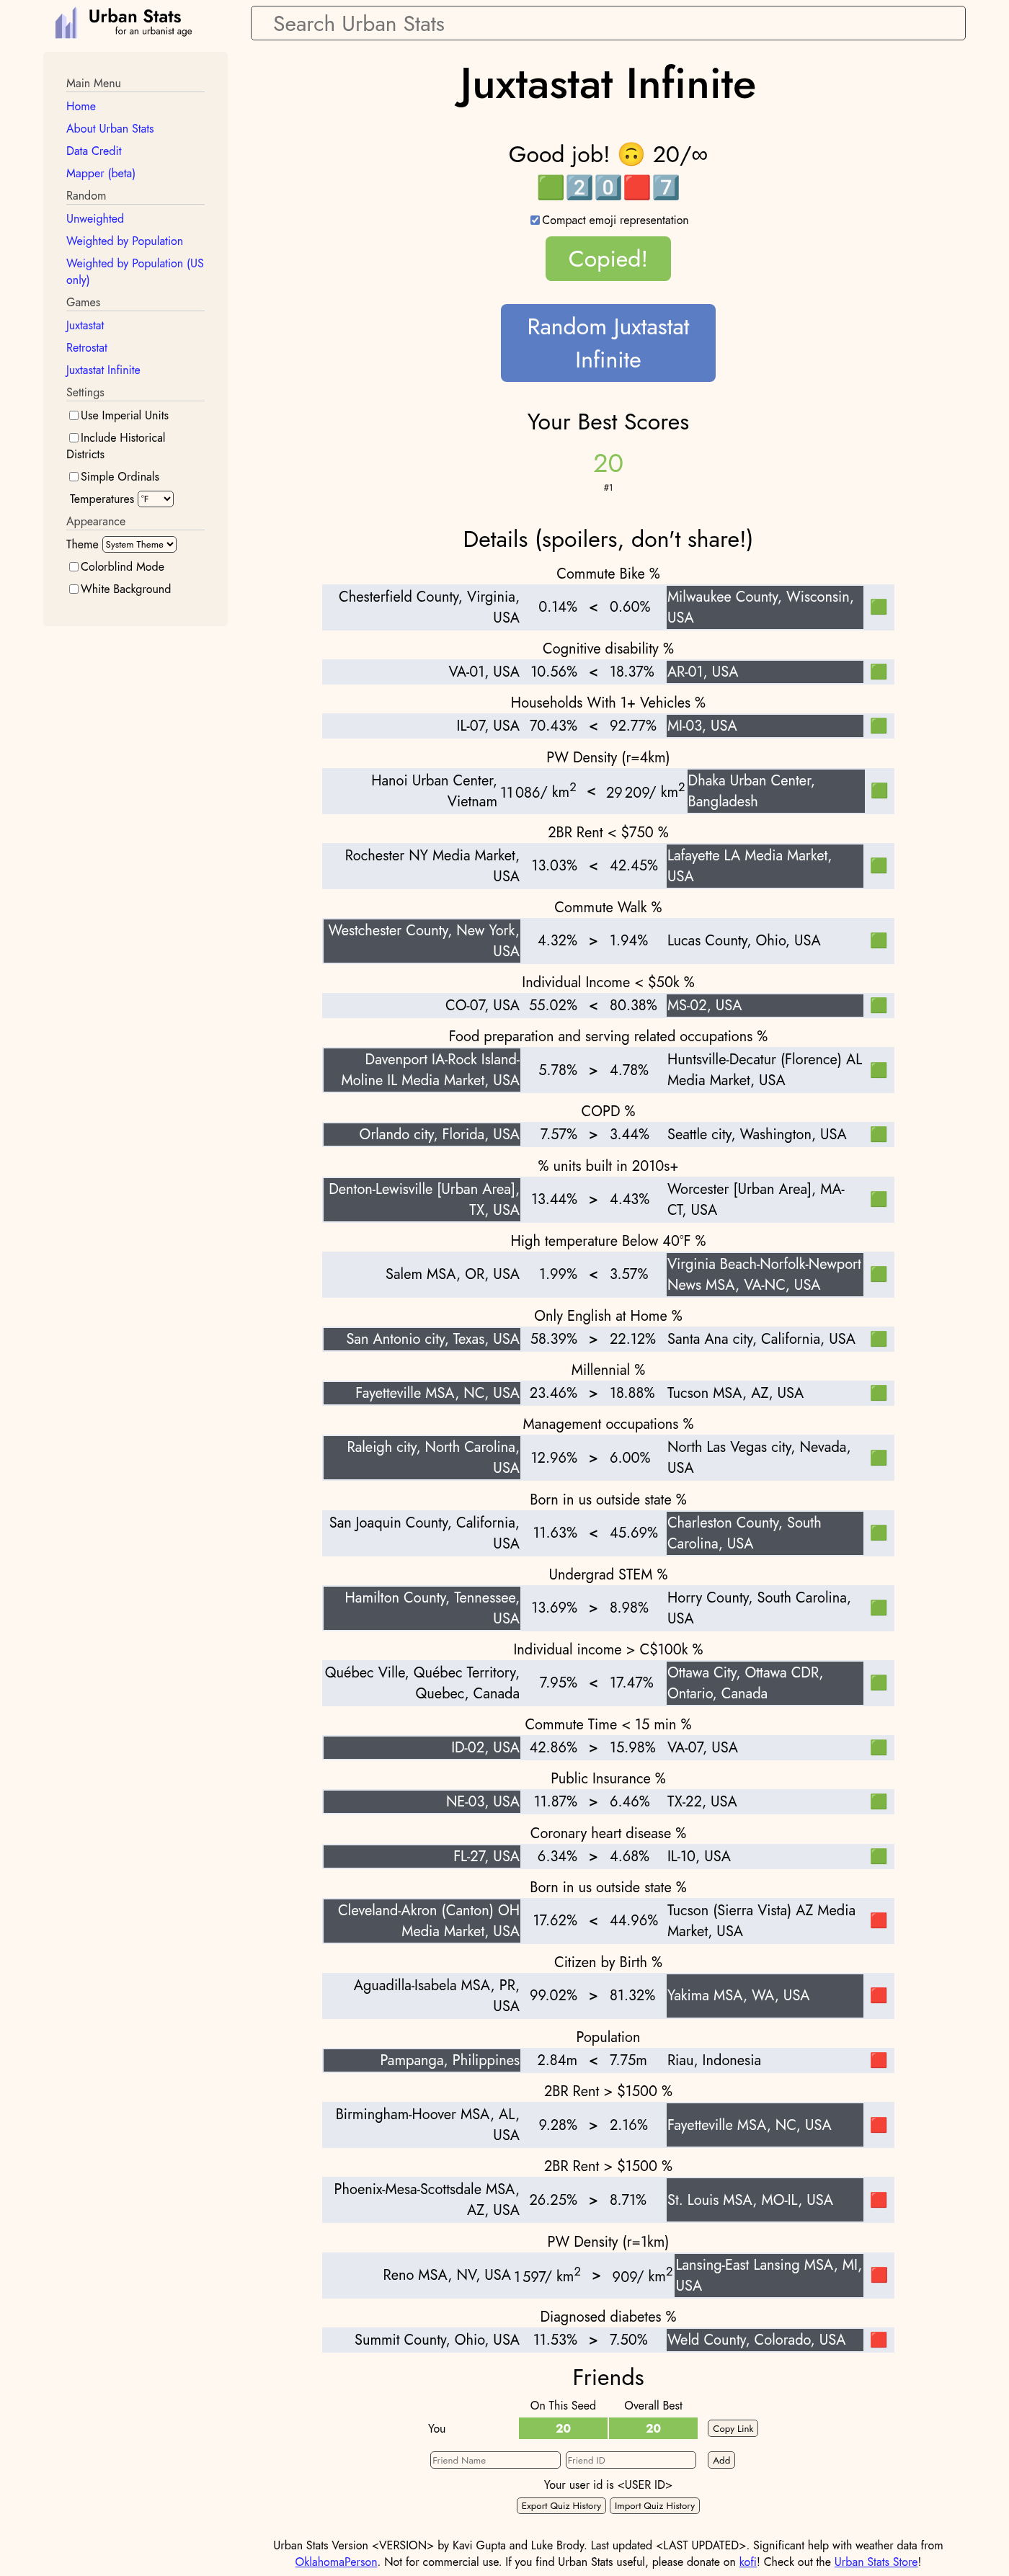 Urban Stats
for an urbanist age
Search Urban Stats
Main Menu
Home
About Urban Stats
Data Credit
Mapper (beta)
Random
Unweighted
Weighted by Population
Weighted by Population (US
only)
Games
Juxtastat
Retrostat
Juxtastat Infinite
Settings
Use Imperial Units
Include Historical
Districts
Simple Ordinals
Temperatures °F
Appearance
Theme System Theme
Colorblind Mode
White Background
Juxtastat Infinite
Good job! 🙃 20/∞
🟩2️⃣0️⃣🟥7️⃣
Compact emoji representation
Copied!
Random Juxtastat
Infinite
Your Best Scores
20
#1
Details (spoilers, don't share!)
Commute Bike %
Chesterfield County, Virginia,
USA 0.14% < 0.60% Milwaukee County, Wisconsin,
USA
Cognitive disability %
VA-01, USA 10.56% < 18.37% AR-01, USA
Households With 1+ Vehicles %
IL-07, USA 70.43% < 92.77% MI-03, USA
PW Density (r=4km)
Hanoi Urban Center,
Vietnam 11 086/ km² < 29 209/ km² Dhaka Urban Center,
Bangladesh
2BR Rent < $750 %
Rochester NY Media Market,
USA 13.03% < 42.45% Lafayette LA Media Market,
USA
Commute Walk %
Westchester County, New York,
USA 4.32% > 1.94% Lucas County, Ohio, USA
Individual Income < $50k %
CO-07, USA 55.02% < 80.38% MS-02, USA
Food preparation and serving related occupations %
Davenport IA-Rock Island-
Moline IL Media Market, USA 5.78% > 4.78% Huntsville-Decatur (Florence) AL
Media Market, USA
COPD %
Orlando city, Florida, USA 7.57% > 3.44% Seattle city, Washington, USA
% units built in 2010s+
Denton-Lewisville [Urban Area],
TX, USA 13.44% > 4.43% Worcester [Urban Area], MA-
CT, USA
High temperature Below 40°F %
Salem MSA, OR, USA 1.99% < 3.57% Virginia Beach-Norfolk-Newport
News MSA, VA-NC, USA
Only English at Home %
San Antonio city, Texas, USA 58.39% > 22.12% Santa Ana city, California, USA
Millennial %
Fayetteville MSA, NC, USA 23.46% > 18.88% Tucson MSA, AZ, USA
Management occupations %
Raleigh city, North Carolina,
USA 12.96% > 6.00% North Las Vegas city, Nevada,
USA
Born in us outside state %
San Joaquin County, California,
USA 11.63% < 45.69% Charleston County, South
Carolina, USA
Undergrad STEM %
Hamilton County, Tennessee,
USA 13.69% > 8.98% Horry County, South Carolina,
USA
Individual income > C$100k %
Québec Ville, Québec Territory,
Quebec, Canada 7.95% < 17.47% Ottawa City, Ottawa CDR,
Ontario, Canada
Commute Time < 15 min %
ID-02, USA 42.86% > 15.98% VA-07, USA
Public Insurance %
NE-03, USA 11.87% > 6.46% TX-22, USA
Coronary heart disease %
FL-27, USA 6.34% > 4.68% IL-10, USA
Born in us outside state %
Cleveland-Akron (Canton) OH
Media Market, USA 17.62% < 44.96% Tucson (Sierra Vista) AZ Media
Market, USA
Citizen by Birth %
Aguadilla-Isabela MSA, PR,
USA 99.02% > 81.32% Yakima MSA, WA, USA
Population
Pampanga, Philippines 2.84m < 7.75m Riau, Indonesia
2BR Rent > $1500 %
Birmingham-Hoover MSA, AL,
USA 9.28% > 2.16% Fayetteville MSA, NC, USA
2BR Rent > $1500 %
Phoenix-Mesa-Scottsdale MSA,
AZ, USA 26.25% > 8.71% St. Louis MSA, MO-IL, USA
PW Density (r=1km)
Reno MSA, NV, USA 1 597/ km² > 909/ km² Lansing-East Lansing MSA, MI,
USA
Diagnosed diabetes %
Summit County, Ohio, USA 11.53% > 7.50% Weld County, Colorado, USA
Friends
On This Seed Overall Best
You 20 20 Copy Link
Friend Name Friend ID Add
Your user id is <USER ID>
Export Quiz History Import Quiz History
Urban Stats Version <VERSION> by Kavi Gupta and Luke Brody. Last updated <LAST UPDATED>. Significant help with weather data from
OklahomaPerson. Not for commercial use. If you find Urban Stats useful, please donate on kofi! Check out the Urban Stats Store!